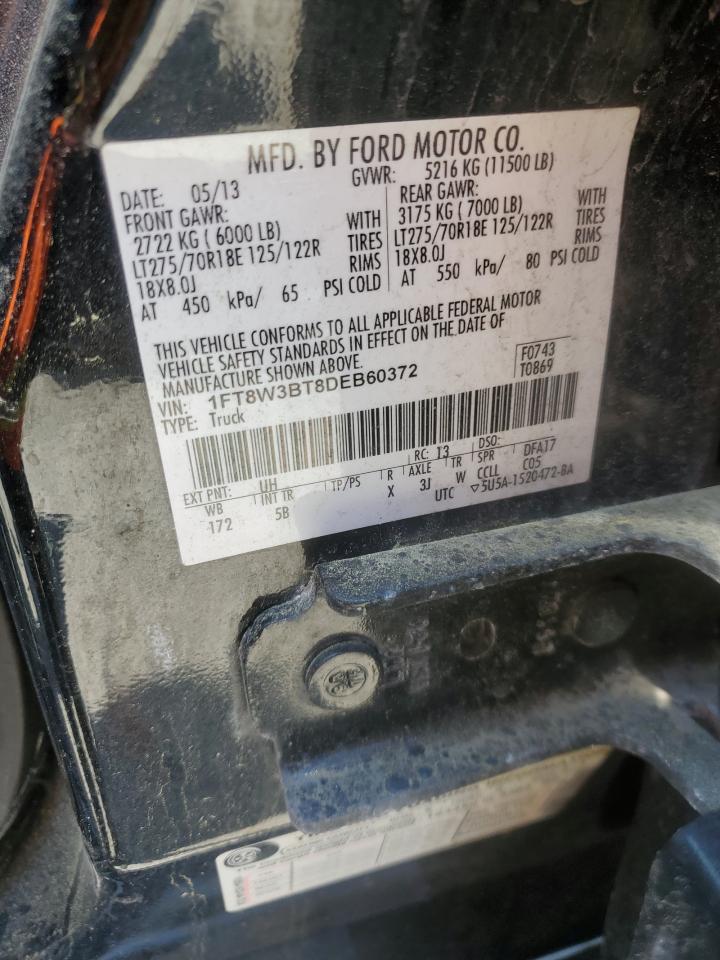 MFD. BY FORD MOTOR CO.
DATE: 05/13
GVWR: 5216 KG (11500 LB)
FRONT GAWR:
2722 KG ( 6000 LB) WITH
LT275/70R18E 125/122R TIRES
18X8.0J RIMS
AT 450 kPa/ 65 PSI COLD
REAR GAWR:
3175 KG ( 7000 LB) WITH
LT275/70R18E 125/122R TIRES
18X8.0J RIMS
AT 550 kPa/ 80 PSI COLD
THIS VEHICLE CONFORMS TO ALL APPLICABLE FEDERAL MOTOR
VEHICLE SAFETY STANDARDS IN EFFECT ON THE DATE OF
MANUFACTURE SHOWN ABOVE.
F0743
T0869
VIN: 1FT8W3BT8DEB60372
TYPE: Truck
EXT PNT: UH RC: 13 DSO:
WB INT TR TP/PS R AXLE TR SPR DFA17
172 5B X 3J W CCLL C05
UTC ▽5U5A-1520472-BA